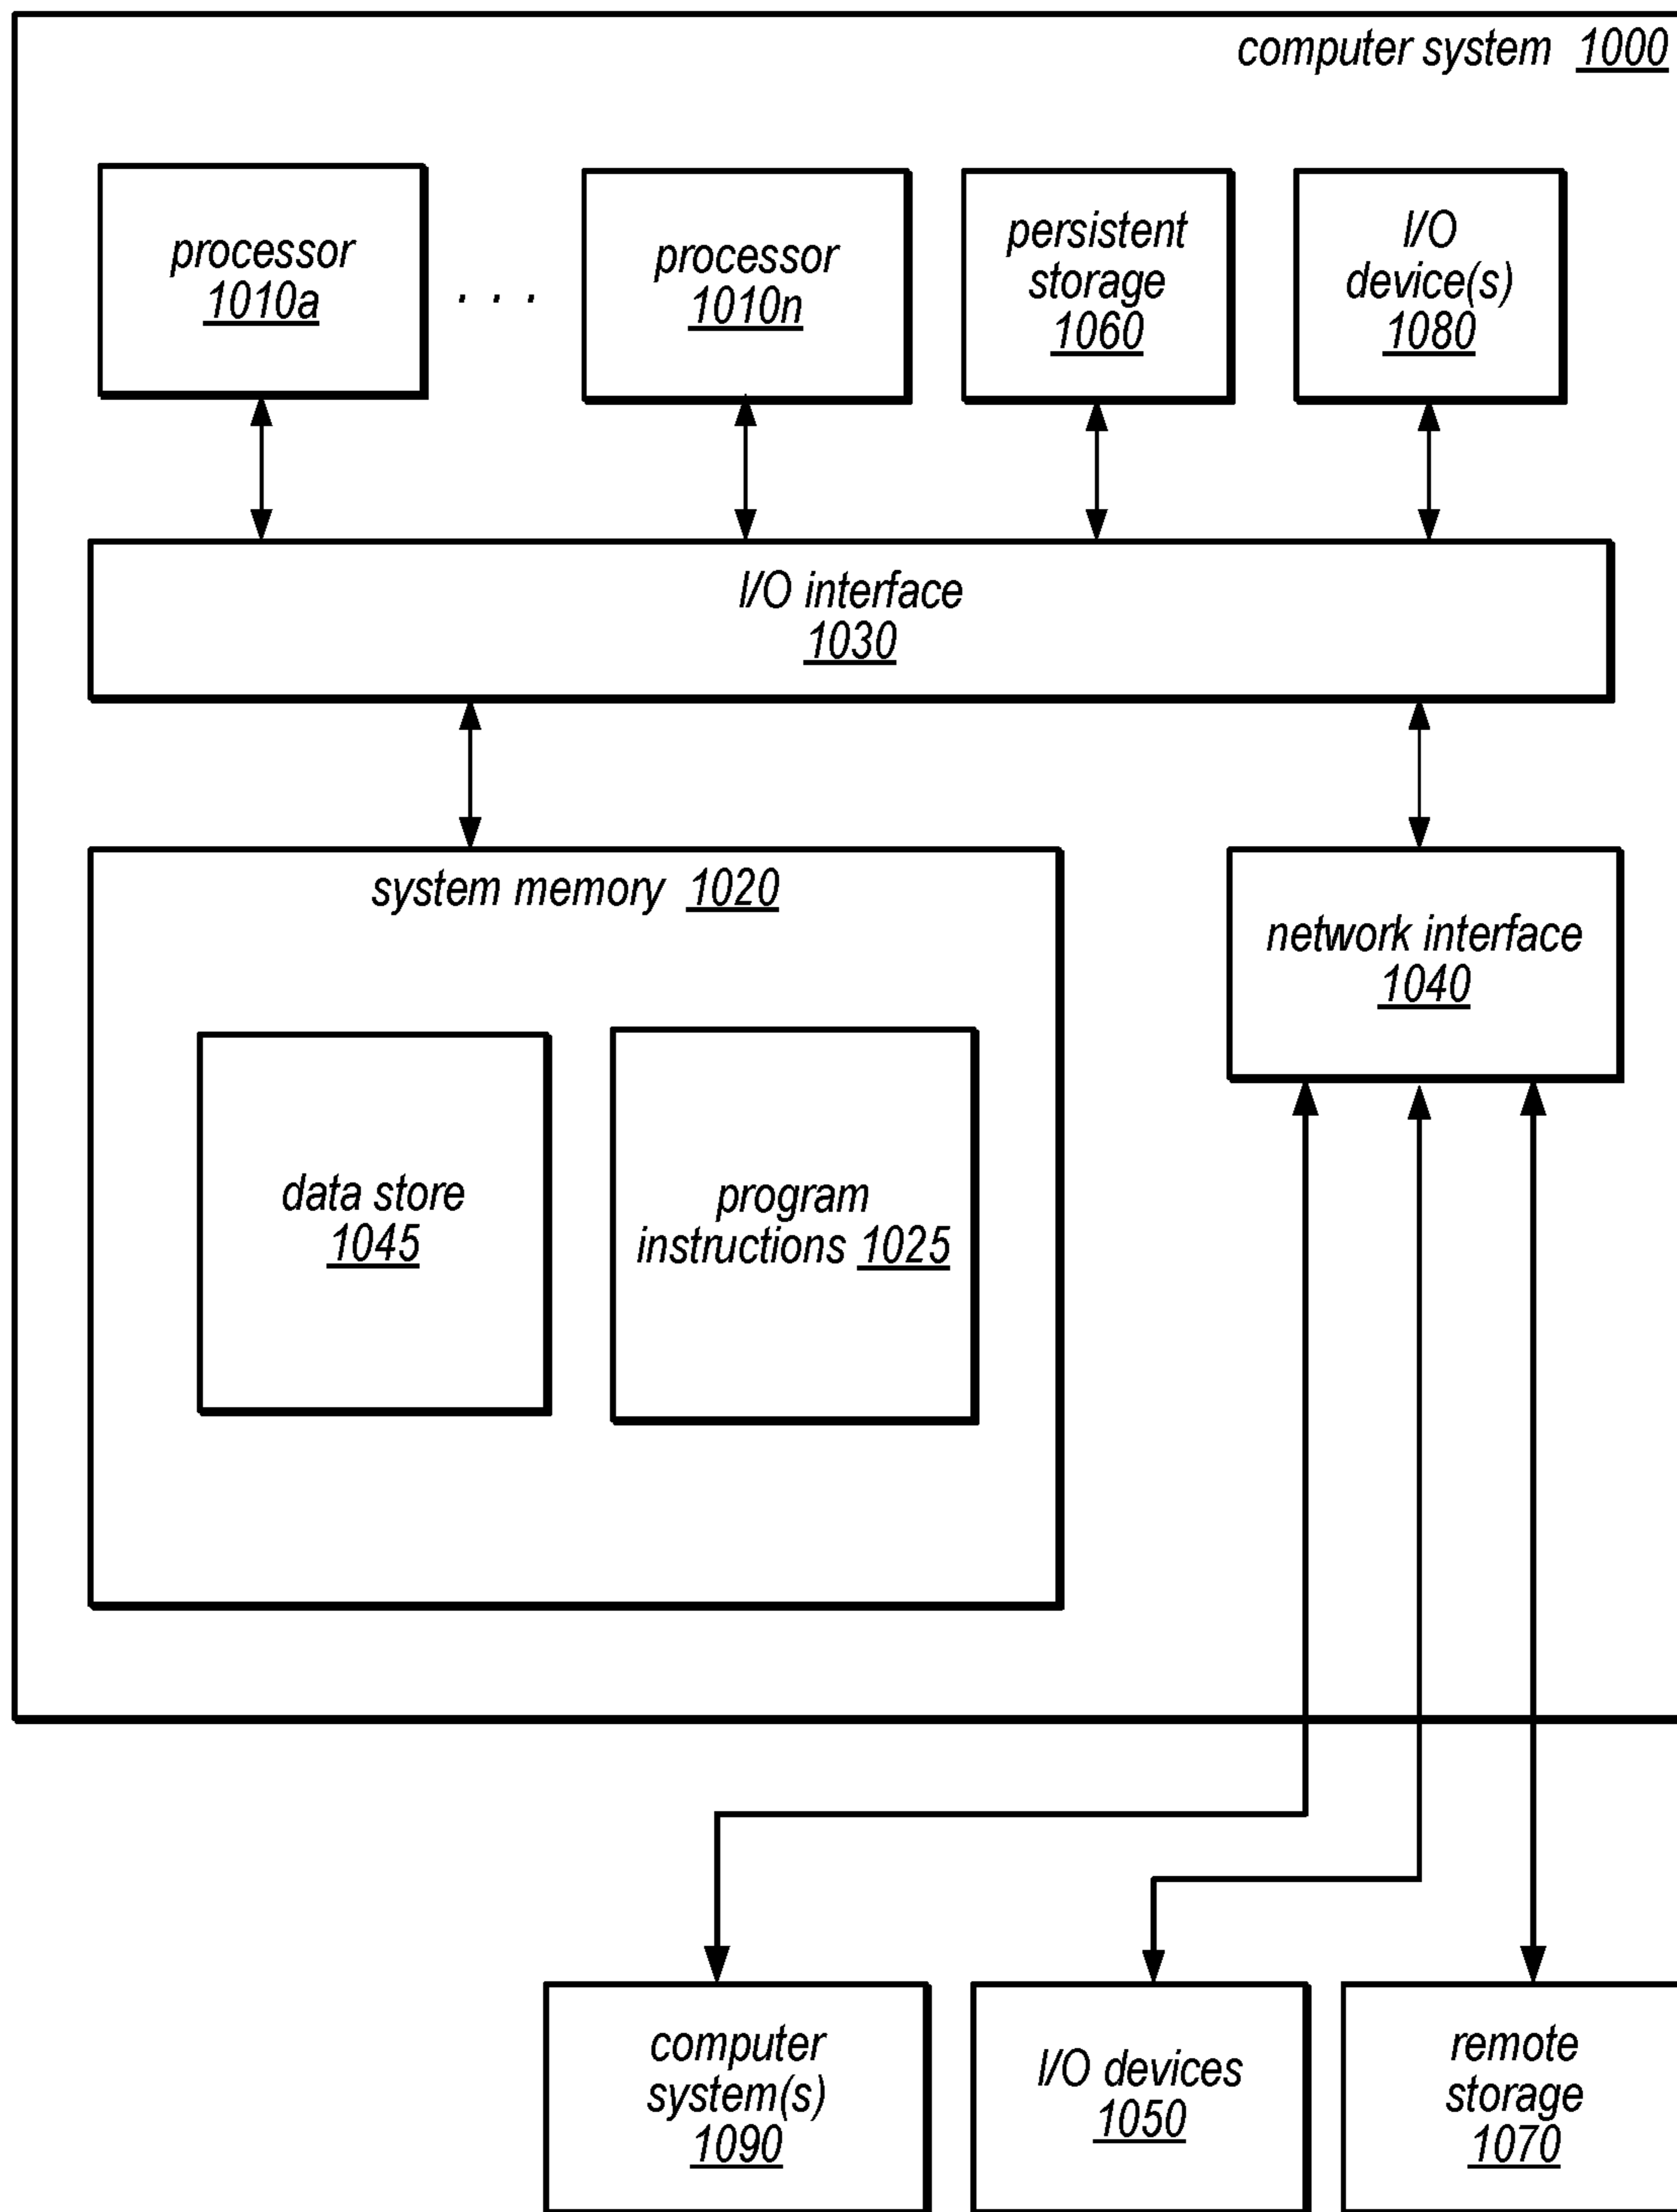 computer system 1000
processor
1010a
. . .
processor
1010n
persistent
storage
1060
I/O
device(s)
1080
I/O interface
1030
system memory 1020
network interface
1040
data store
1045
program
instructions 1025
computer
system(s)
1090
I/O devices
1050
remote
storage
1070